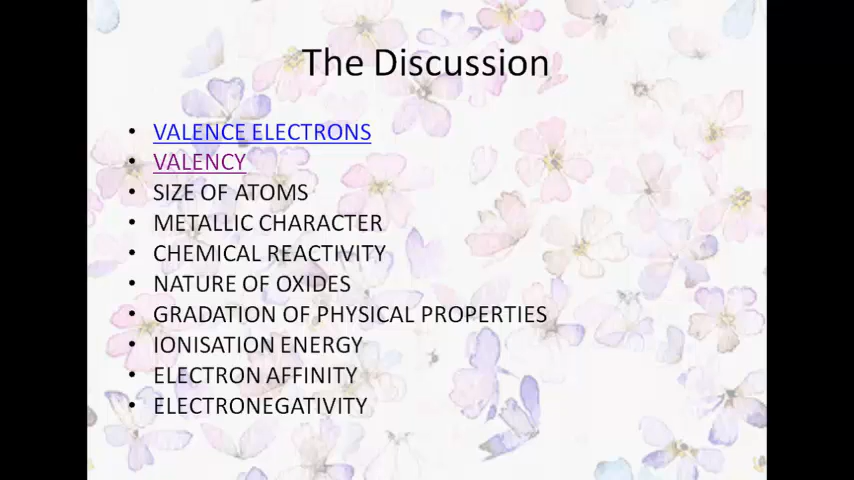 The Discussion
• VALENCE ELECTRONS
• VALENCY
• SIZE OF ATOMS
• METALLIC CHARACTER
• CHEMICAL REACTIVITY
• NATURE OF OXIDES
• GRADATION OF PHYSICAL PROPERTIES
• IONISATION ENERGY
• ELECTRON AFFINITY
• ELECTRONEGATIVITY